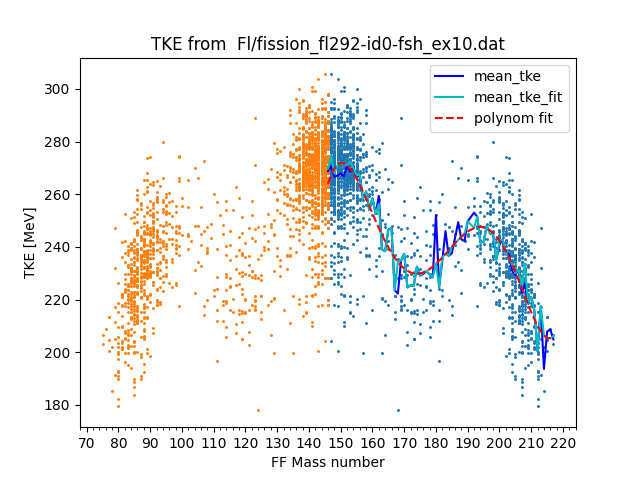 TKE from  Fl/fission_fl292-id0-fsh_ex10.dat
mean_tke
mean_tke_fit
polynom fit
TKE [MeV]
300
280
260
240
220
200
180
70 80 90 100 110 120 130 140 150 160 170 180 190 200 210 220
FF Mass number